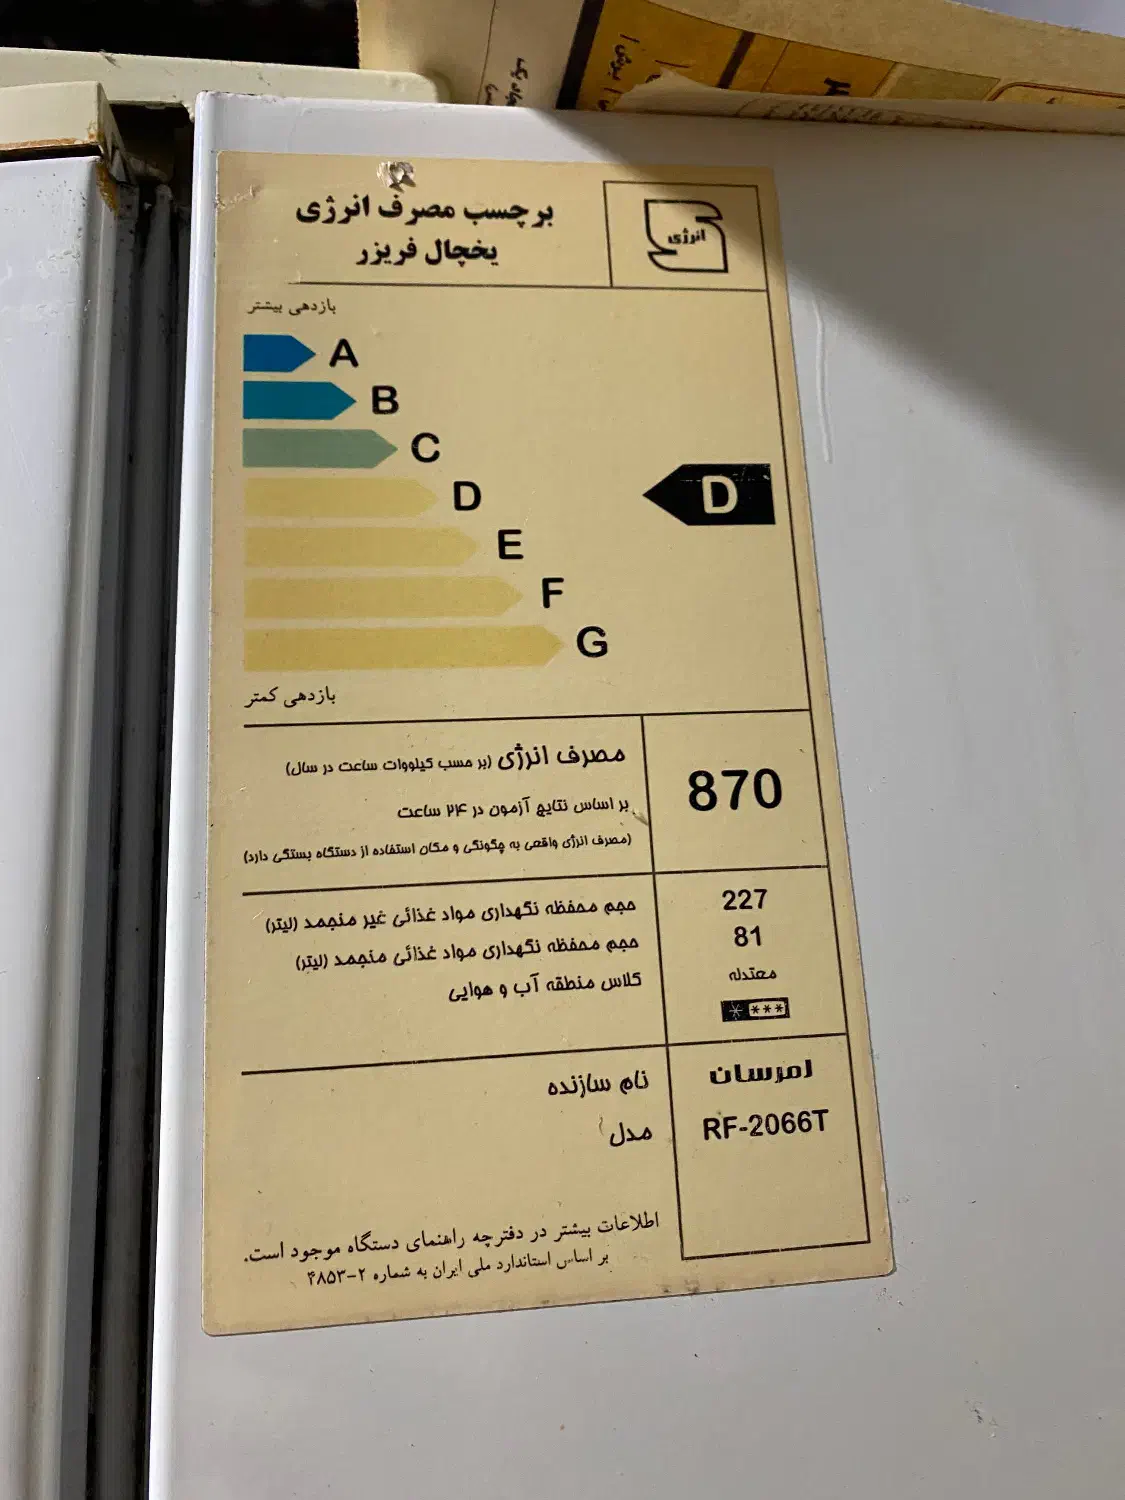 برچسب مصرف انرژی
یخچال فریزر
انرژی
بازدهی بیشتر
A
B
C
D
D
E
F
G
بازدهی کمتر
مصرف انرژی (بر حسب کیلووات ساعت در سال)
870
بر اساس نتایج آزمون در ۲۴ ساعت
(مصرف انرژی واقعی به چگونگی و مکان استفاده از دستگاه بستگی دارد)
حجم محفظه نگهداری مواد غذائی غیر منجمد (لیتر)
227
حجم محفظه نگهداری مواد غذائی منجمد (لیتر)
81
کلاس منطقه آب و هوایی
معتدله
* ***
نام سازنده
امرسان
مدل
RF-2066T
اطلاعات بیشتر در دفترچه راهنمای دستگاه موجود است.
بر اساس استاندارد ملی ایران به شماره ۲-۴۸۵۳